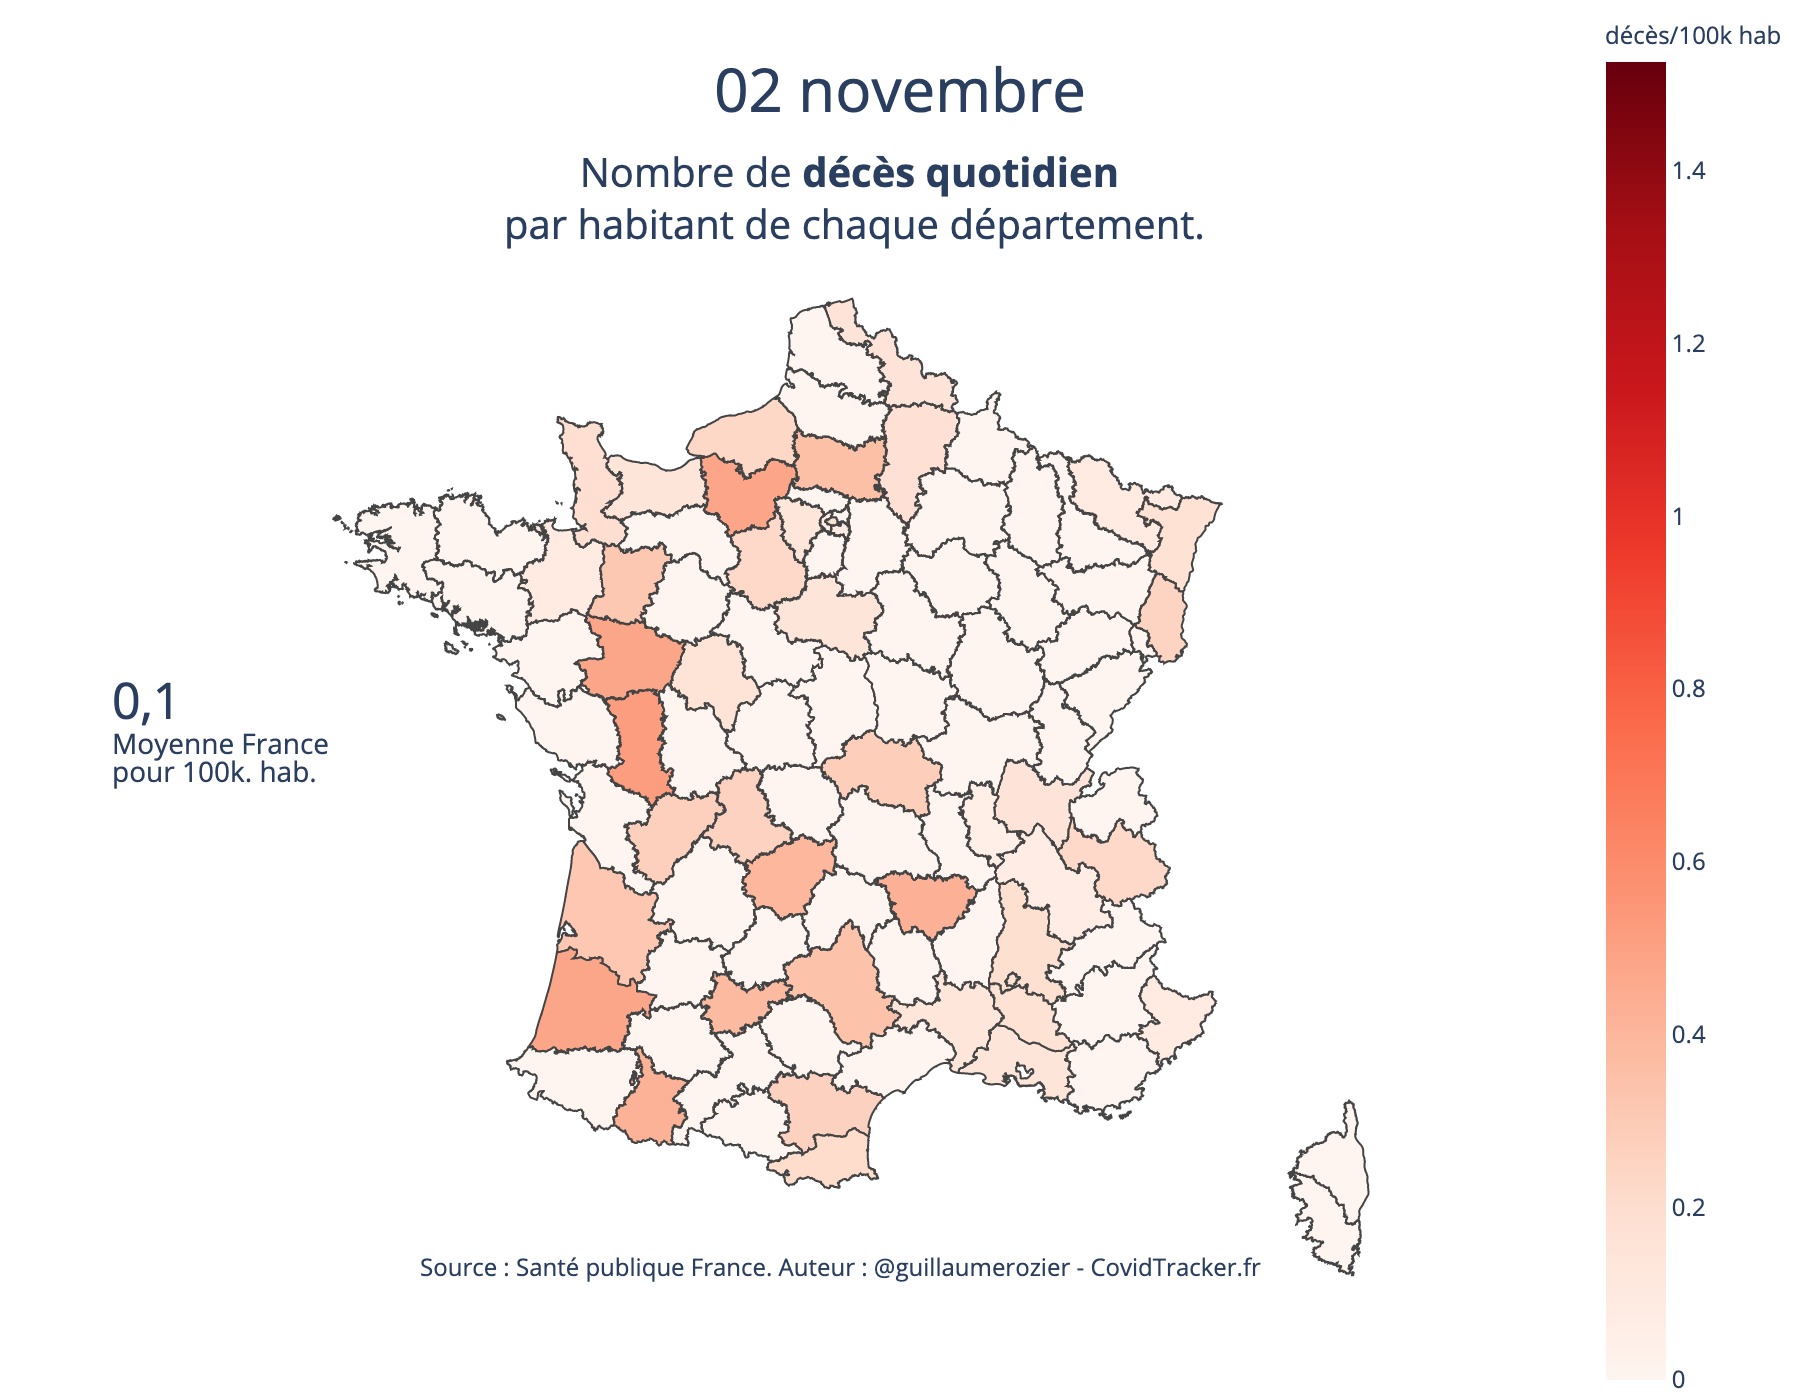 décès/100k hab
02 novembre
Nombre de décès quotidien
par habitant de chaque département.
1.4
1.2
1
0.8
0.6
0.4
0.2
0
0,1
Moyenne France
pour 100k. hab.
Source : Santé publique France. Auteur : @guillaumerozier - CovidTracker.fr